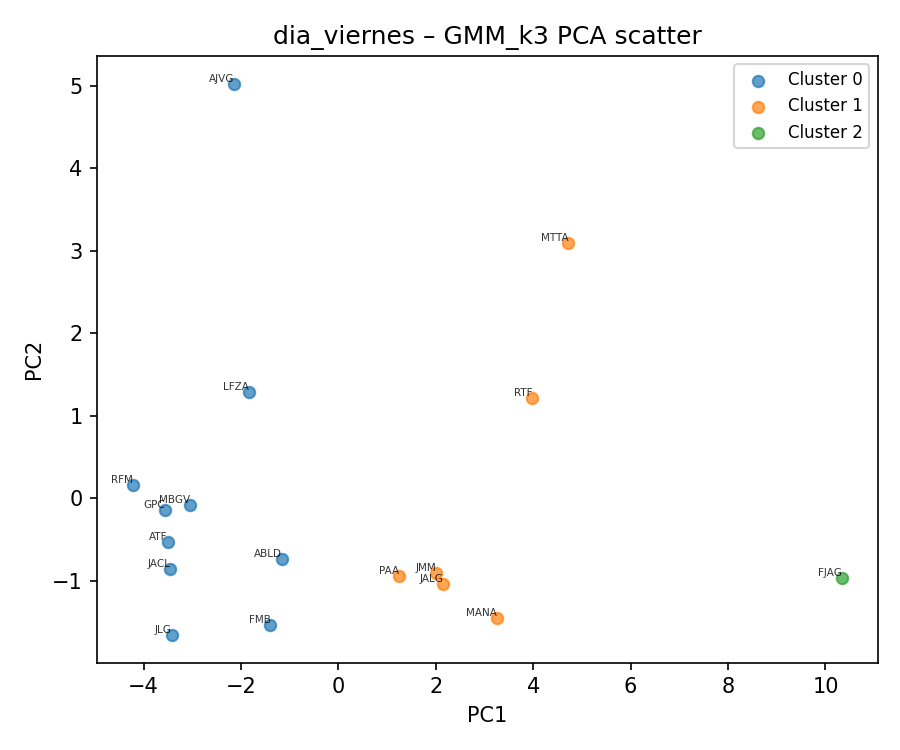 dia_viernes – GMM_k3 PCA scatter
Cluster 0
Cluster 1
Cluster 2
AJVG
MTTA
LFZA
RTF
RFM
MBGV
GPC
ATF
ABLD
JACL
JMM
PAA
JALG
FJAG
MANA
FMB
JLG
5
4
3
2
1
0
−1
PC2
−4
−2
0
2
4
6
8
10
PC1